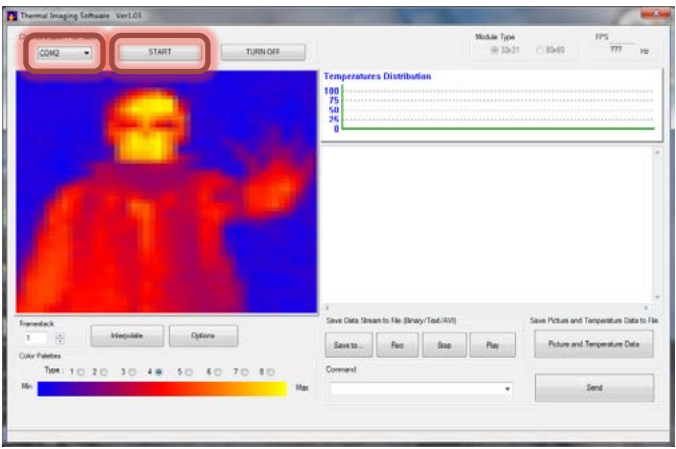 Thermal Imaging Software Ver1.03
COM2
START
TURN OFF
Module Type
32x31
80x60
FPS
???
Hz
Temperatures Distribution
100
75
50
25
0
Framestack
1
Interpolate
Options
Color Palettes
Type : 1 2 3 4 5 6 7 8
Min
Max
Save Data Stream to File (Binary/Text/AVI)
Save to...
Rec
Stop
Play
Save Picture and Temperature Data to File
Picture and Temperature Data
Command
Send